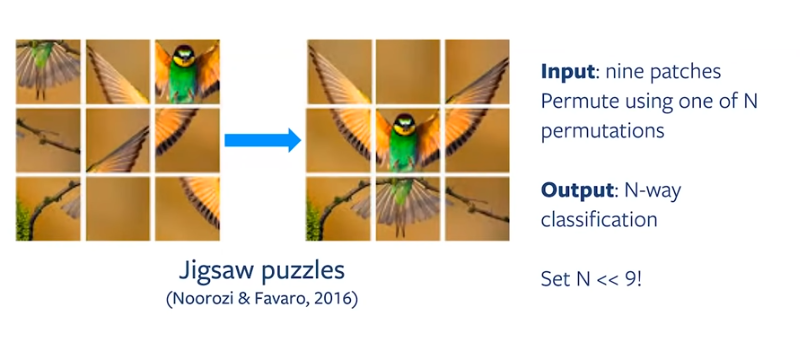 Input: nine patches
Permute using one of N
permutations
Output: N-way
classification
Set N << 9!
Jigsaw puzzles
(Noorozi & Favaro, 2016)